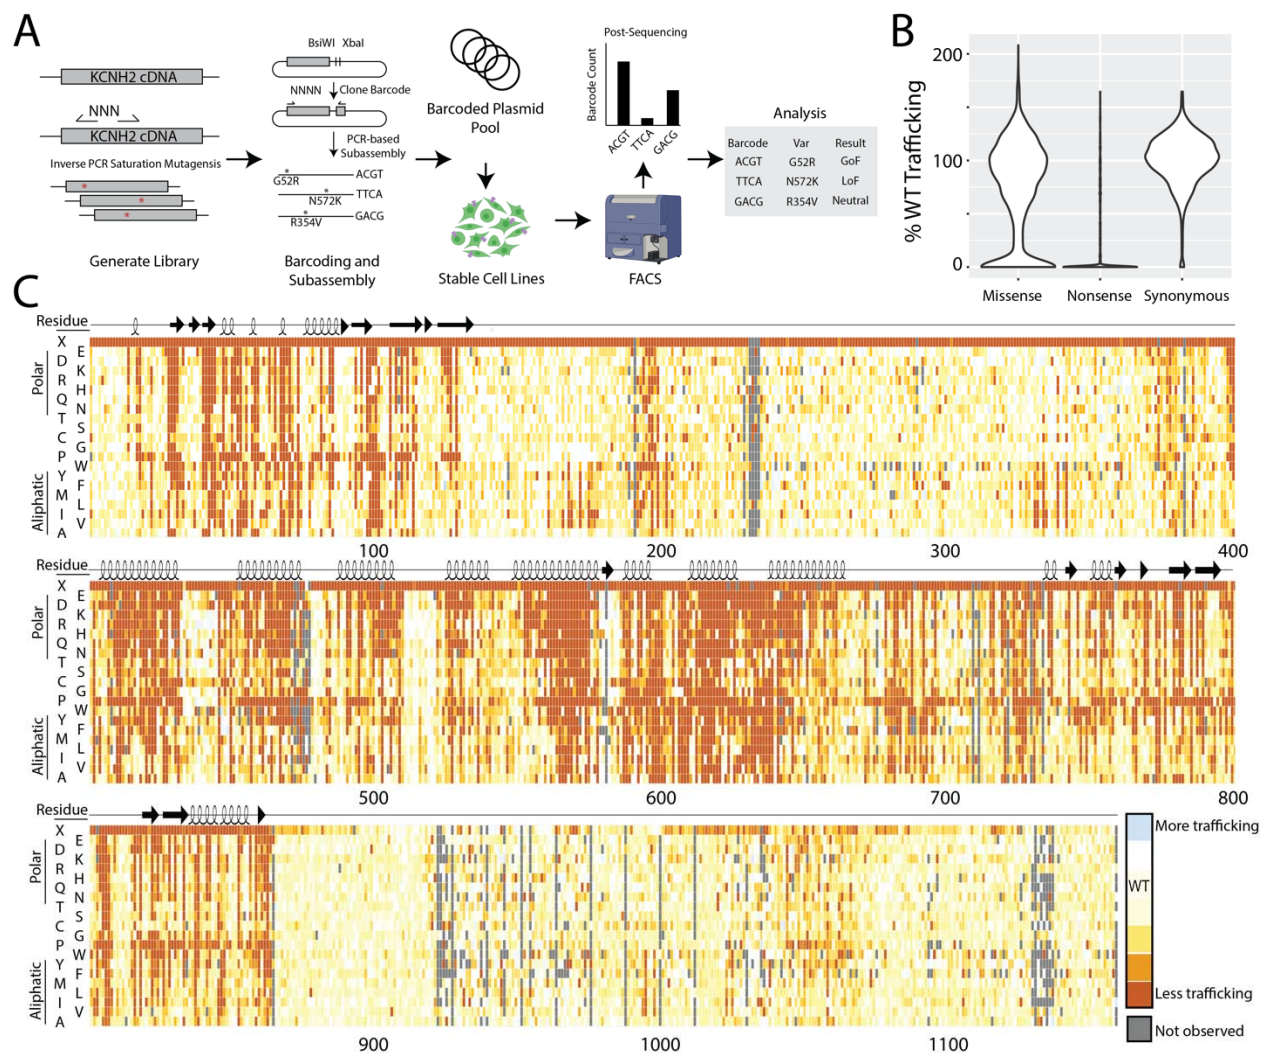 A
KCNH2 cDNA
NNN
KCNH2 cDNA
Inverse PCR Saturation Mutagensis
Generate Library
BsiWI XbaI
NNNN Clone Barcode
PCR-based
Subassembly
G52R ACGT
N572K TTCA
R354V GACG
Barcoding and
Subassembly
Barcoded Plasmid
Pool
Stable Cell Lines
Post-Sequencing
Barcode Count
ACGT
TTCA
GACG
FACS
Analysis
Barcode Var Result
ACGT G52R GoF
TTCA N572K LoF
GACG R354V Neutral
B
% WT Trafficking
200
100
0
Missense Nonsense Synonymous
C
Residue
X
E
D
K
R
H
Q
N
T
S
C
G
P
W
Y
F
M
L
I
V
A
Polar
Aliphatic
100 200 300 400
Residue
X
E
D
K
R
H
Q
N
T
S
C
G
P
W
Y
F
M
L
I
V
A
Polar
Aliphatic
500 600 700 800
Residue
X
E
D
K
R
H
Q
N
T
S
C
G
P
W
Y
F
M
L
I
V
A
Polar
Aliphatic
900 1000 1100
More trafficking
WT
Less trafficking
Not observed